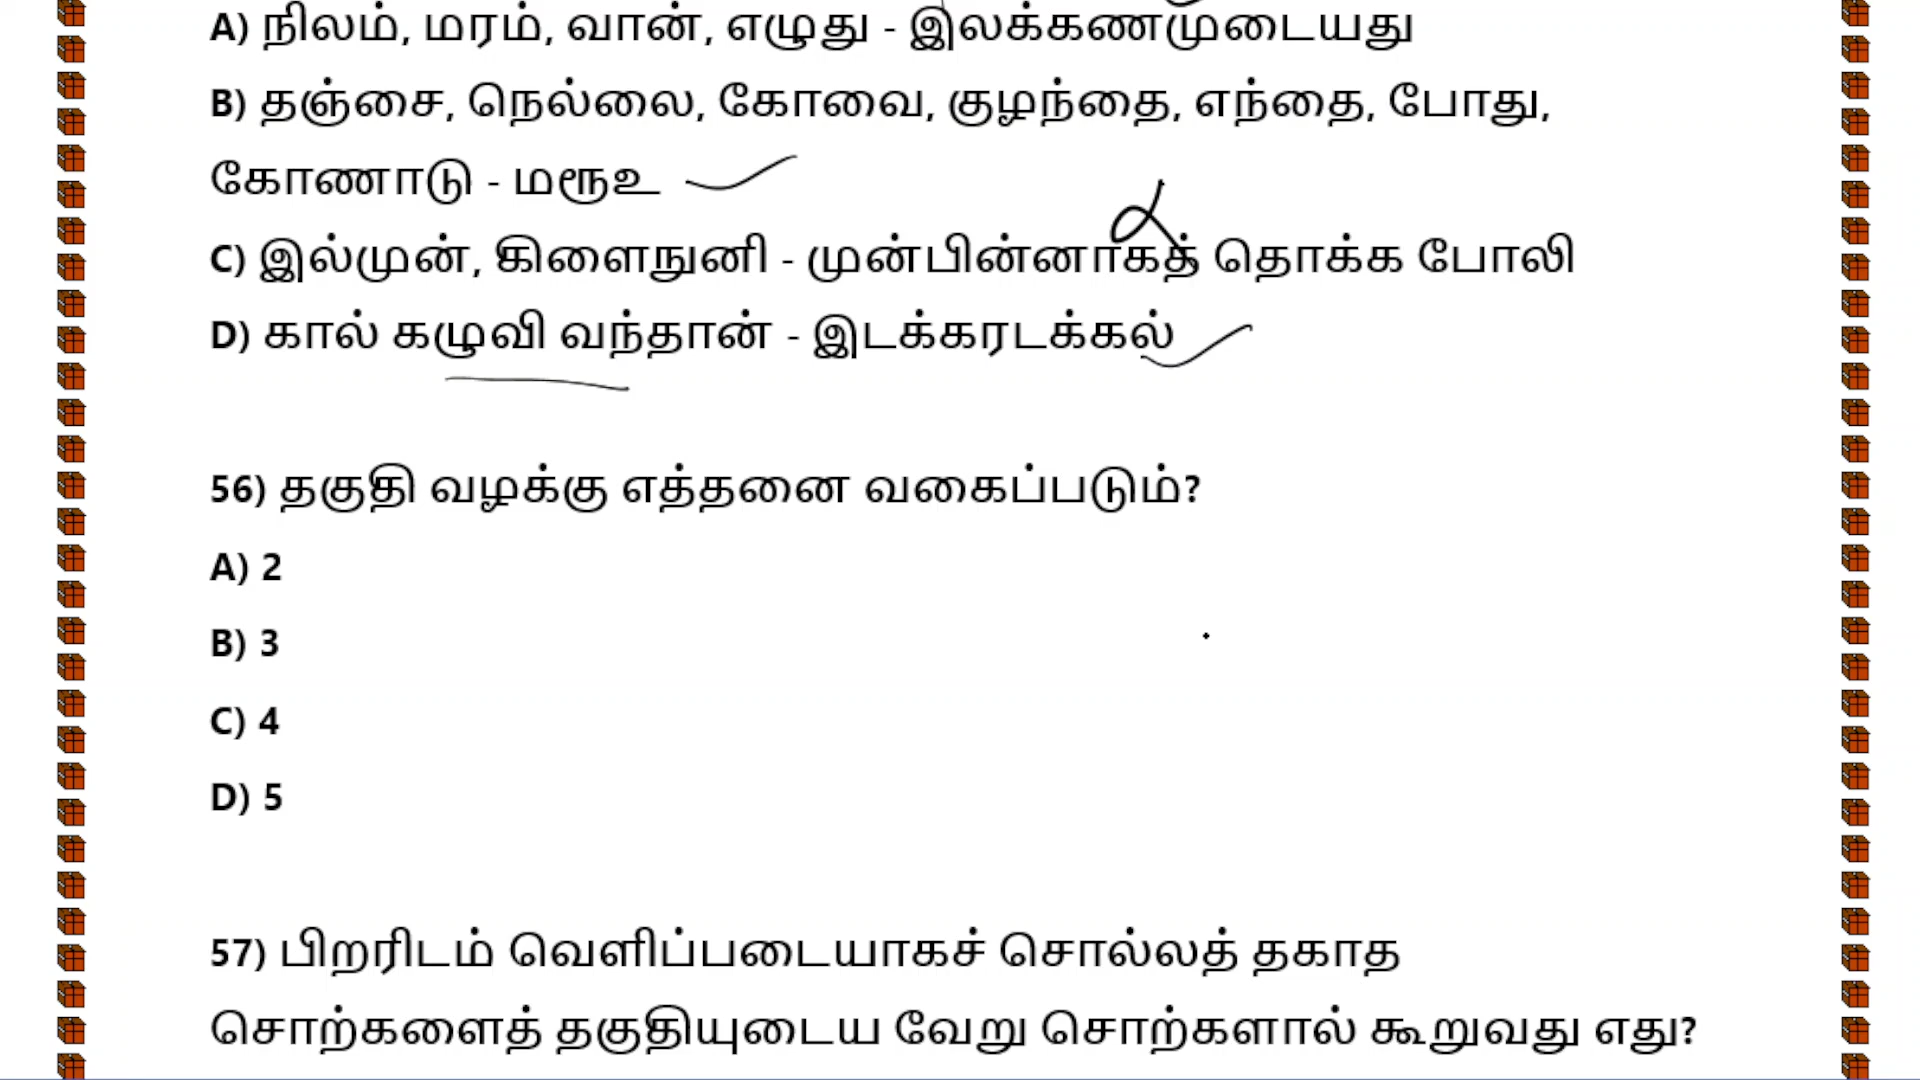 A) நிலம், மரம், வான், எழுது - இலக்கணமுடையது
B) தஞ்சை, நெல்லை, கோவை, குழந்தை, எந்தை, போது,
கோணாடு - மரூஉ
C) இல்முன், கிளைநுனி - முன்பின்னாகத் தொக்க போலி
D) கால் கழுவி வந்தான் - இடக்கரடக்கல்
56) தகுதி வழக்கு எத்தனை வகைப்படும்?
A) 2
B) 3
C) 4
D) 5
57) பிறரிடம் வெளிப்படையாகச் சொல்லத் தகாத
சொற்களைத் தகுதியுடைய வேறு சொற்களால் கூறுவது எது?